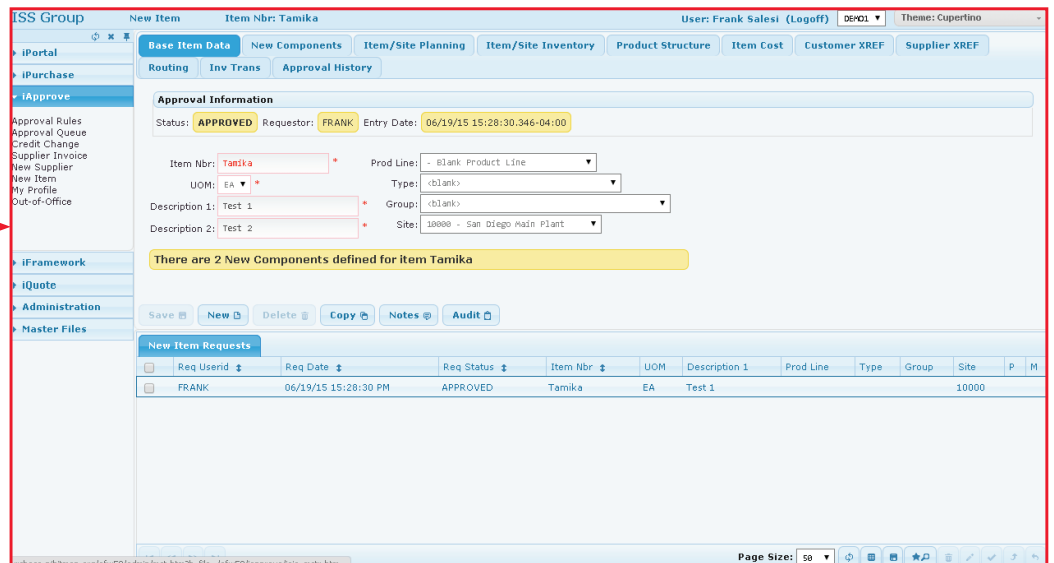 ISS Group New Item Item Nbr: Tamika User: Frank Salesi (Logoff) DEMO1 Theme: Cupertino
iPortal
iPurchase
iApprove
Approval Rules
Approval Queue
Credit Change
Supplier Invoice
New Supplier
New Item
My Profile
Out-of-Office
iFramework
iQuote
Administration
Master Files
Base Item Data New Components Item/Site Planning Item/Site Inventory Product Structure Item Cost Customer XREF Supplier XREF
Routing Inv Trans Approval History
Approval Information
Status: APPROVED Requestor: FRANK Entry Date: 06/19/15 15:28:30.346-04:00
Item Nbr: Tamika * Prod Line: - Blank Product Line
UOM: EA * Type: <blank>
Description 1: Test 1 * Group: <blank>
Description 2: Test 2 * Site: 10000 - San Diego Main Plant
There are 2 New Components defined for item Tamika
Save New Delete Copy Notes Audit
New Item Requests
Req Userid Req Date Req Status Item Nbr UOM Description 1 Prod Line Type Group Site P M
FRANK 06/19/15 15:28:30 PM APPROVED Tamika EA Test 1 10000
Page Size: 50